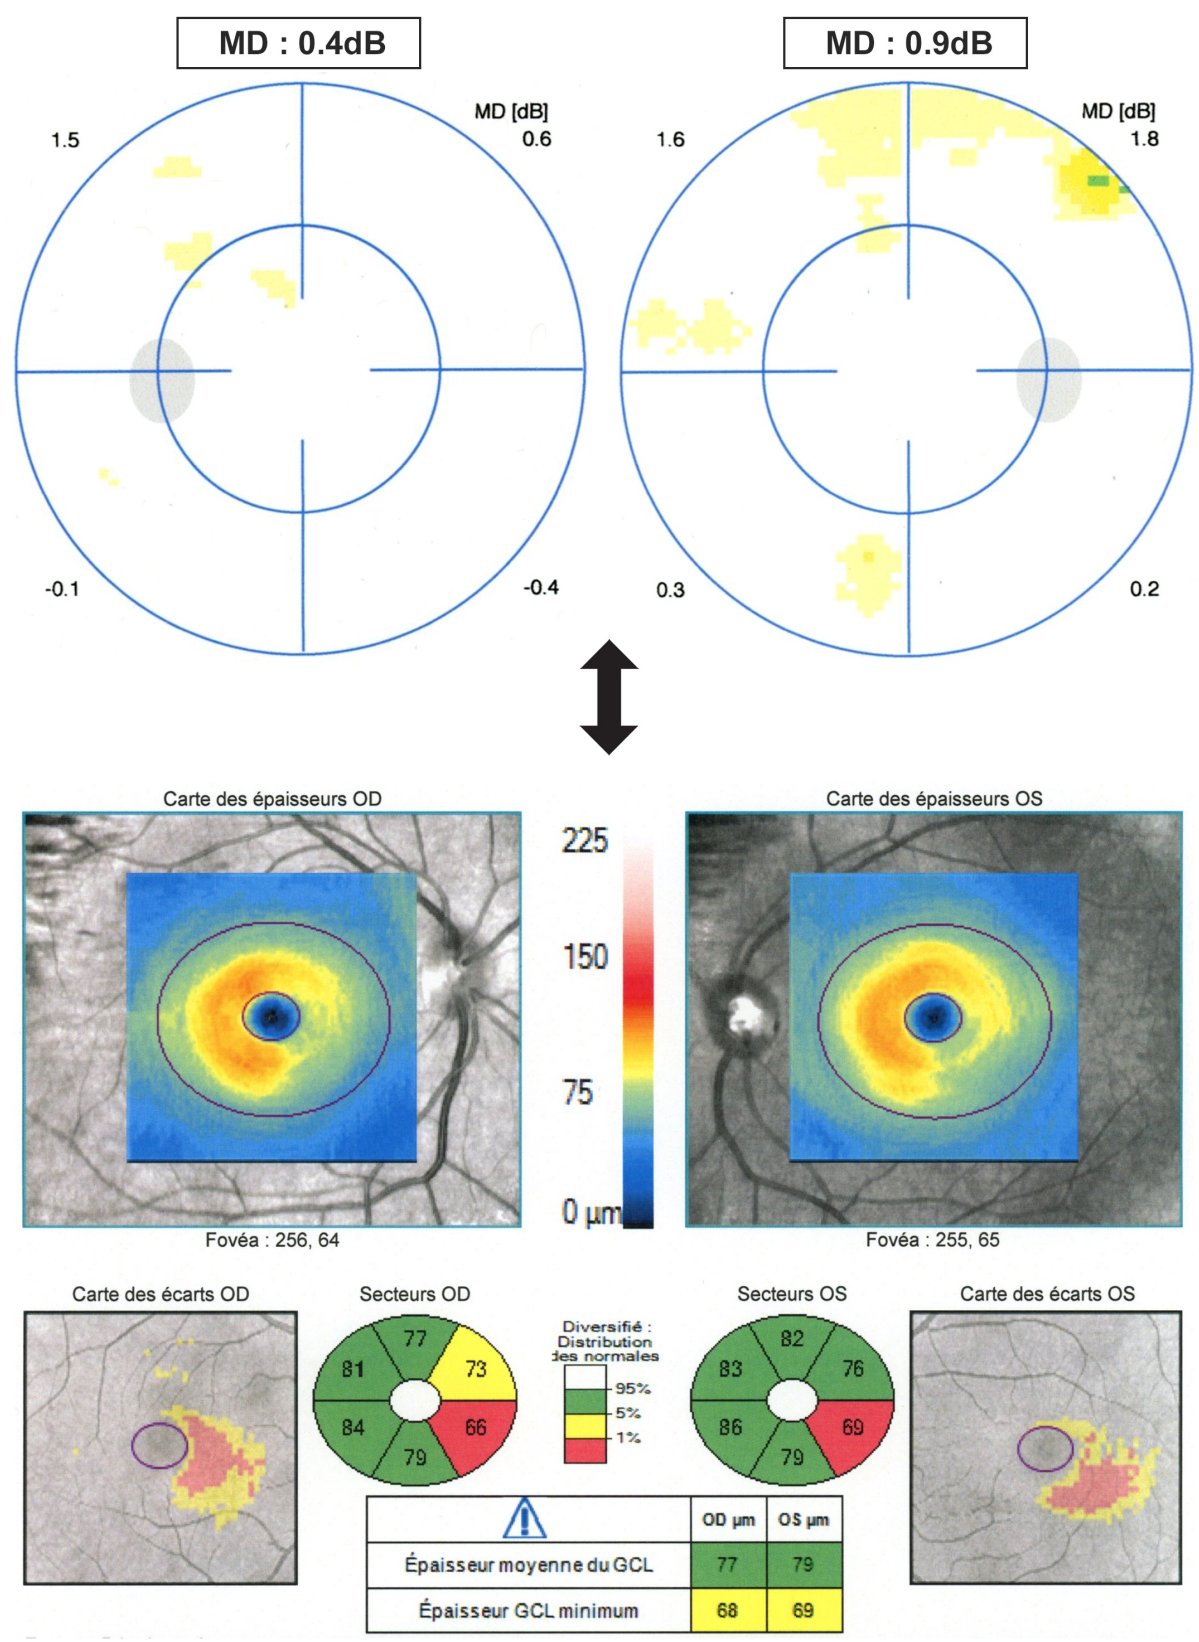 MD : 0.4dB
MD : 0.9dB
MD [dB]
1.5
0.6
-0.1
-0.4
MD [dB]
1.6
1.8
0.3
0.2
Carte des épaisseurs OD
Carte des épaisseurs OS
225
150
75
0 µm
Fovéa : 256, 64
Fovéa : 255, 65
Carte des écarts OD
Secteurs OD
Secteurs OS
Carte des écarts OS
77
81
73
84
66
79
Diversifié :
Distribution
des normales
95%
5%
1%
82
83
76
86
69
79
OD µm
OS µm
Épaisseur moyenne du GCL
77
79
Épaisseur GCL minimum
68
69